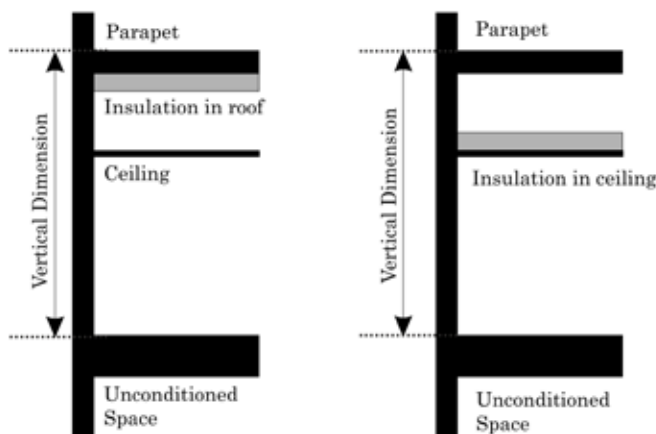 Parapet
Insulation in roof
Ceiling
Vertical Dimension
Unconditioned
Space
Parapet
Insulation in ceiling
Vertical Dimension
Unconditioned
Space